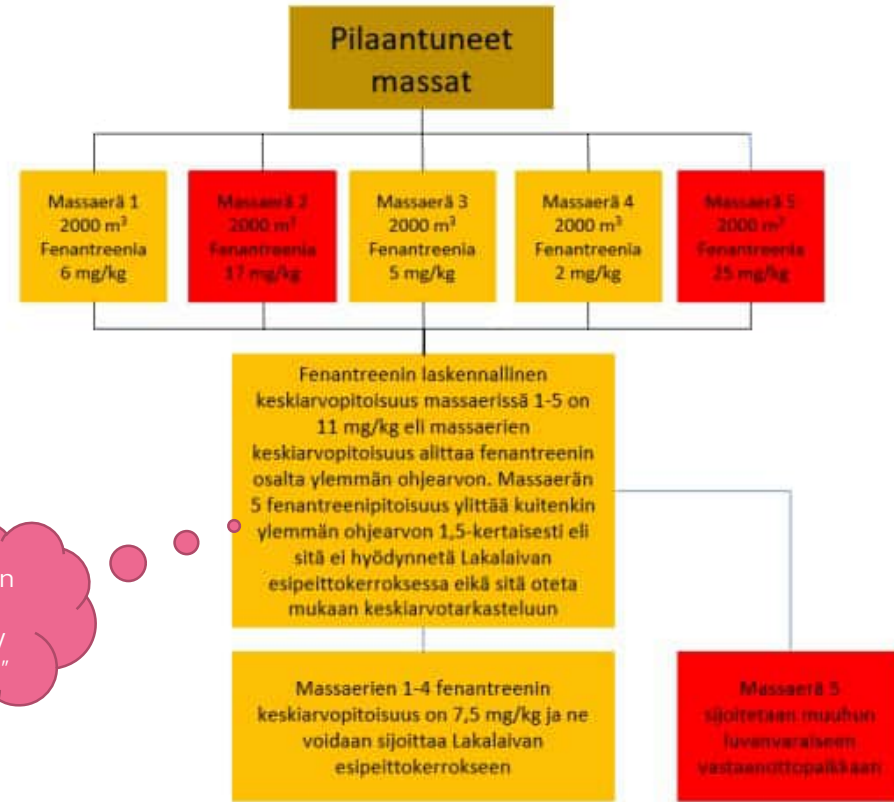 Pilaantuneet
massat
Massaerä 1
2000 m³
Fenantreenia
6 mg/kg
Massaerä 2
2000 m³
Fenantreenia
17 mg/kg
Massaerä 3
2000 m³
Fenantreenia
5 mg/kg
Massaerä 4
2000 m³
Fenantreenia
2 mg/kg
Massaerä 5
2000 m³
Fenantreenia
25 mg/kg
Fenantreenin laskennallinen
keskiarvopitoisuus massaerissä 1-5 on
11 mg/kg eli massaerien
keskiarvopitoisuus alittaa fenantreenin
osalta ylemmän ohjearvon. Massaerän
5 fenantreenipitoisuus ylittää kuitenkin
ylemmän ohjearvon 1,5-kertaisesti eli
sitä ei hyödynnetä Lakalaivan
esipeittokerroksessa eikä sitä oteta
mukaan keskiarvotarkasteluun
Massaerien 1-4 fenantreenin
keskiarvopitoisuus on 7,5 mg/kg ja ne
voidaan sijoittaa Lakalaivan
esipeittokerrokseen
Massaerä 5
sijoitetaan muuhun
luvanvaraiseen
vastaanottopaikkaan